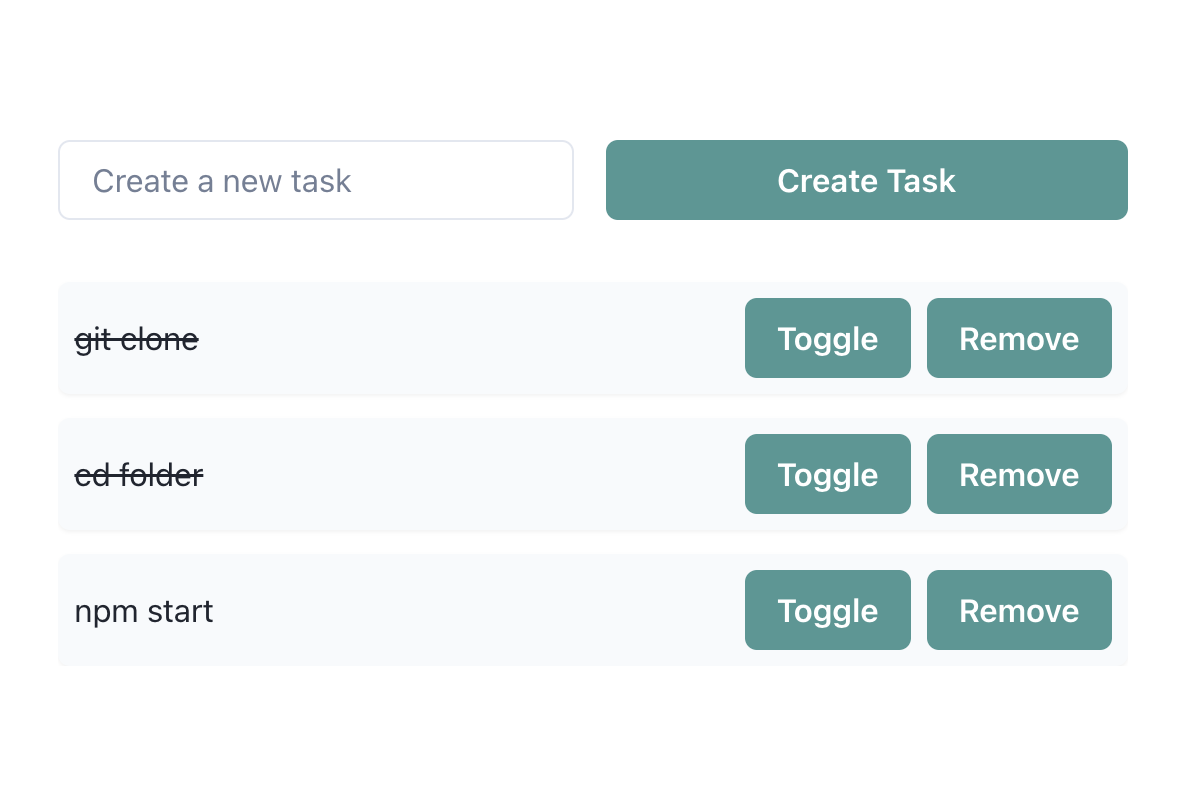 Create a new task Create Task
git clone Toggle Remove
cd folder Toggle Remove
npm start Toggle Remove